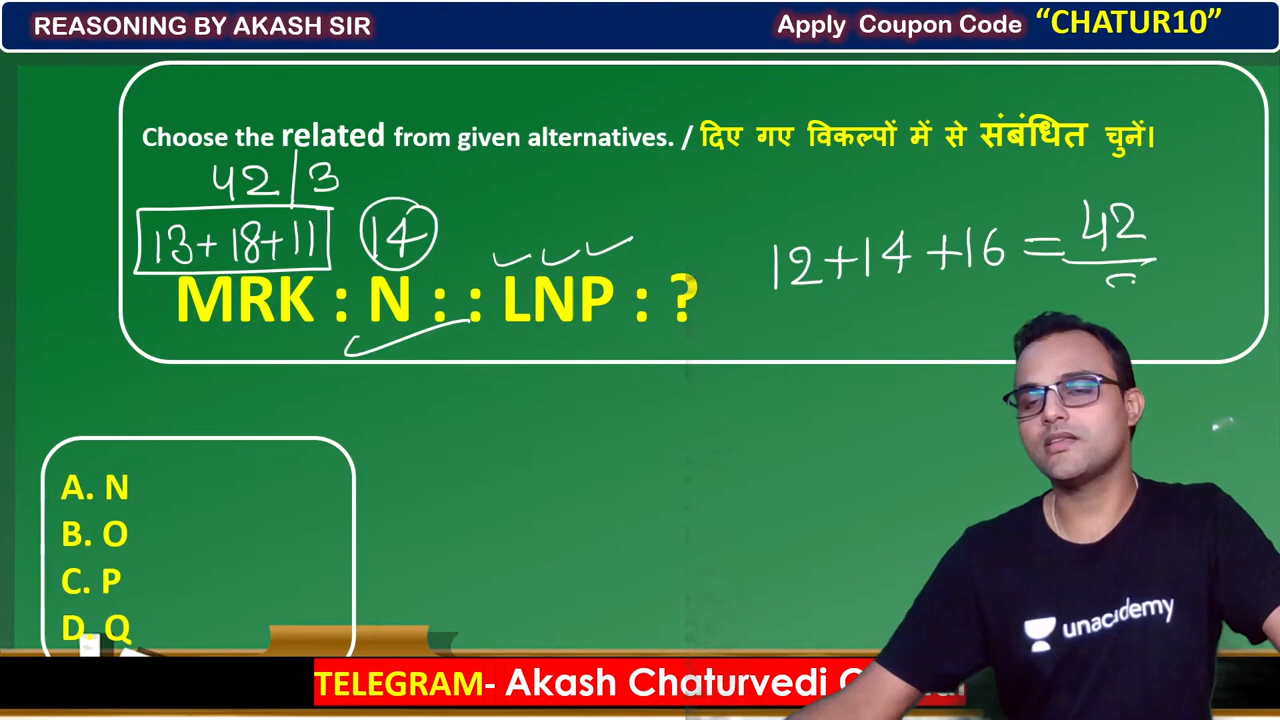 REASONING BY AKASH SIR
Apply Coupon Code “CHATUR10”
Choose the related from given alternatives. / दिए गए विकल्पों में से संबंधित चुनें।
42/3
13+18+11 14
12+14+16=42
MRK : N : : LNP : ?
A. N
B. O
C. P
D. Q
unacademy
TELEGRAM- Akash Chaturvedi